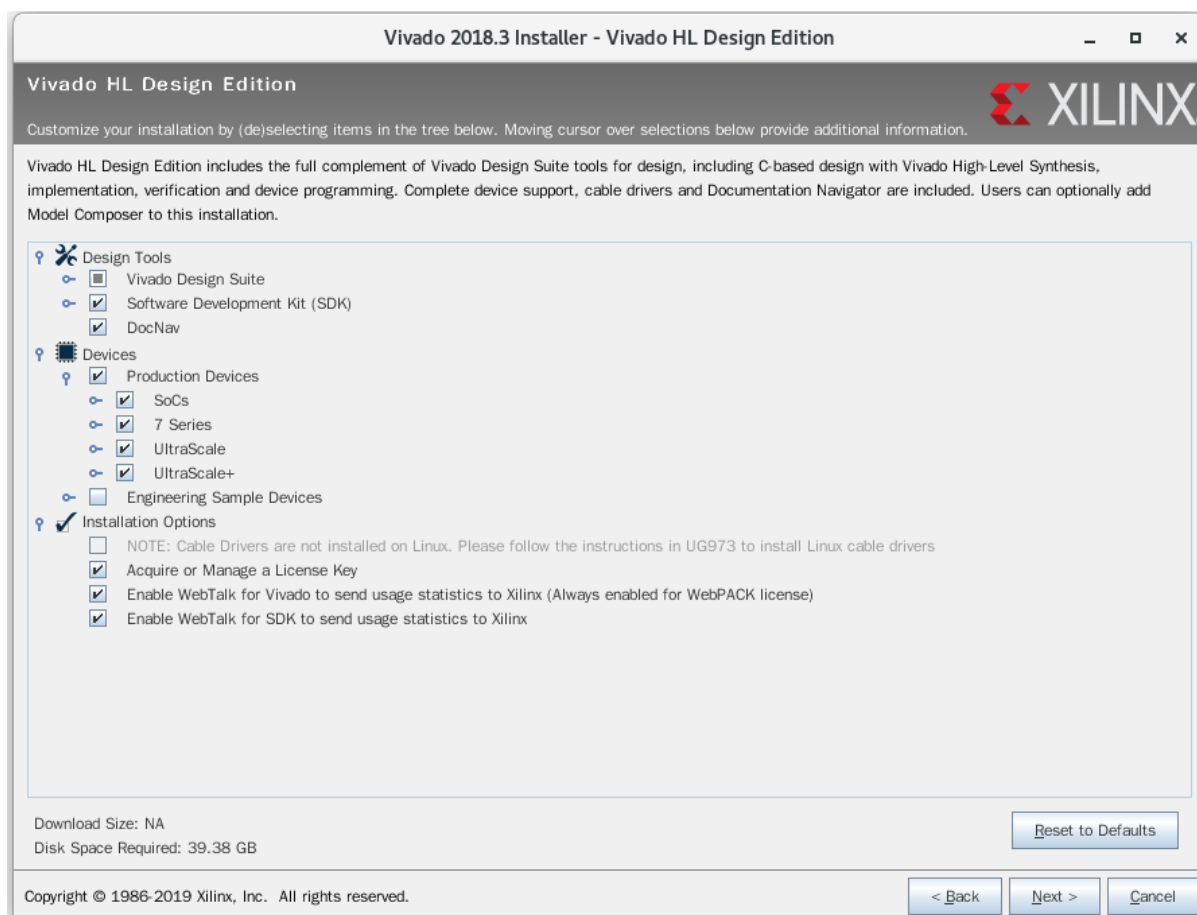 Vivado 2018.3 Installer - Vivado HL Design Edition
Vivado HL Design Edition
XILINX
Customize your installation by (de)selecting items in the tree below. Moving cursor over selections below provide additional information.
Vivado HL Design Edition includes the full complement of Vivado Design Suite tools for design, including C-based design with Vivado High-Level Synthesis,
implementation, verification and device programming. Complete device support, cable drivers and Documentation Navigator are included. Users can optionally add
Model Composer to this installation.
Design Tools
Vivado Design Suite
Software Development Kit (SDK)
DocNav
Devices
Production Devices
SoCs
7 Series
UltraScale
UltraScale+
Engineering Sample Devices
Installation Options
NOTE: Cable Drivers are not installed on Linux. Please follow the instructions in UG973 to install Linux cable drivers
Acquire or Manage a License Key
Enable WebTalk for Vivado to send usage statistics to Xilinx (Always enabled for WebPACK license)
Enable WebTalk for SDK to send usage statistics to Xilinx
Download Size: NA
Disk Space Required: 39.38 GB
Reset to Defaults
Copyright © 1986-2019 Xilinx, Inc. All rights reserved.
< Back
Next >
Cancel